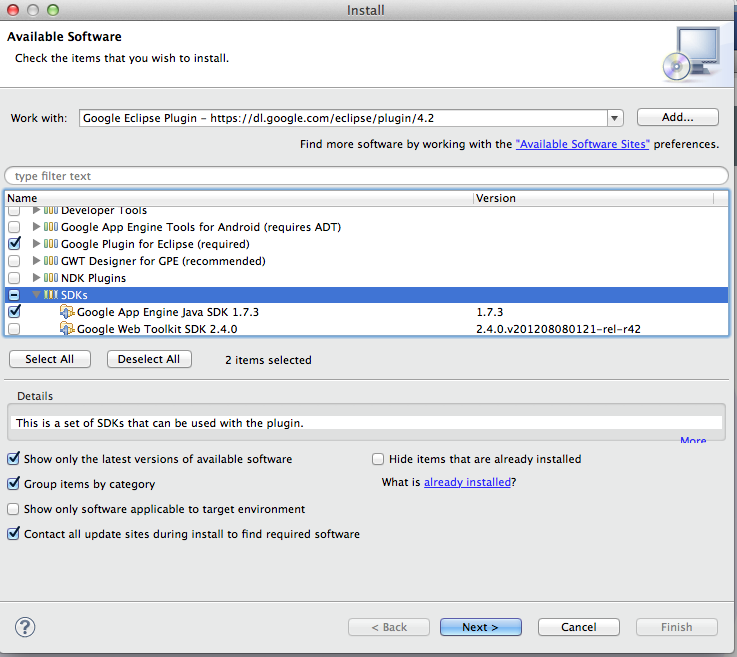 Install
Available Software
Check the items that you wish to install.
Work with: Google Eclipse Plugin – https://dl.google.com/eclipse/plugin/4.2 Add...
Find more software by working with the "Available Software Sites" preferences.
type filter text
Name Version
Developer Tools
Google App Engine Tools for Android (requires ADT)
Google Plugin for Eclipse (required)
GWT Designer for GPE (recommended)
NDK Plugins
SDKs
Google App Engine Java SDK 1.7.3 1.7.3
Google Web Toolkit SDK 2.4.0 2.4.0.v201208080121-rel-r42
Select All Deselect All 2 items selected
Details
This is a set of SDKs that can be used with the plugin.
More
Show only the latest versions of available software Hide items that are already installed
Group items by category What is already installed?
Show only software applicable to target environment
Contact all update sites during install to find required software
? < Back Next > Cancel Finish